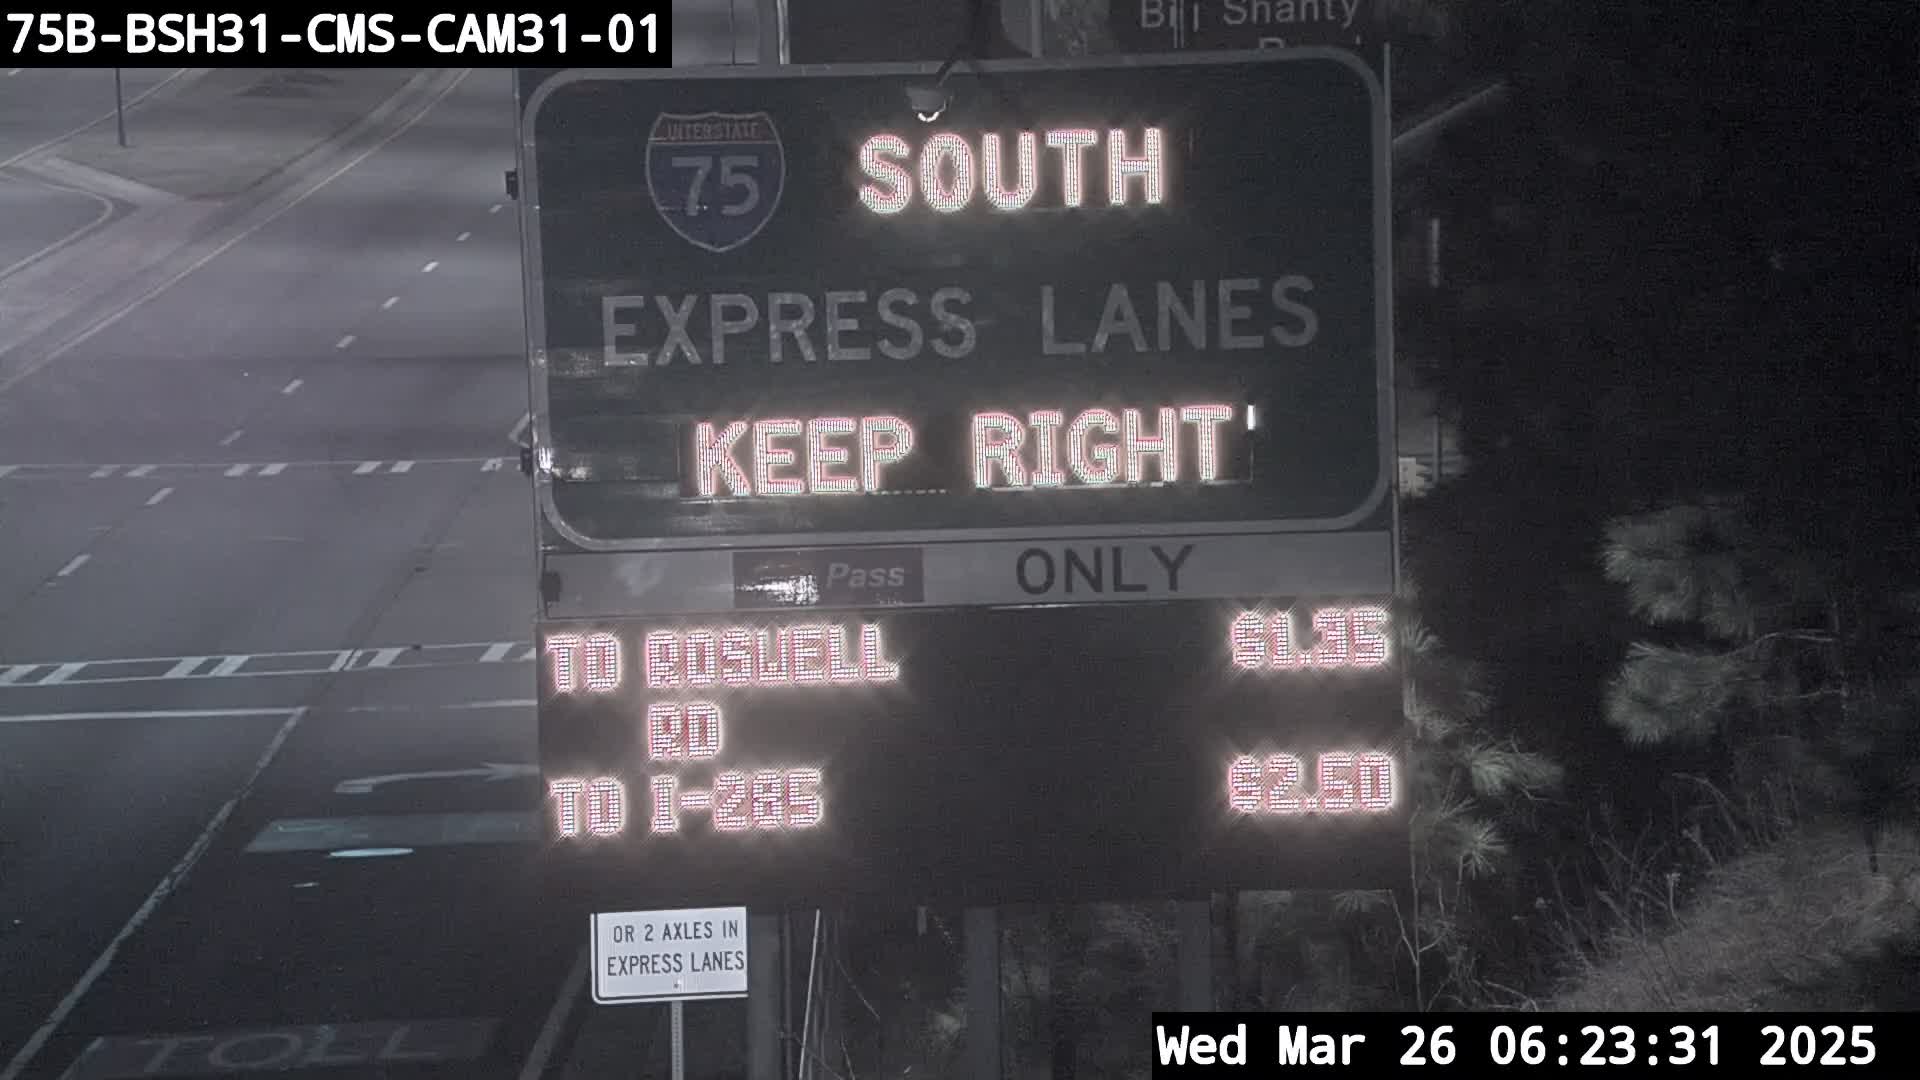 75B-BSH31-CMS-CAM31-01
Shanty
INTERSTATE
75
SOUTH
EXPRESS LANES
KEEP RIGHT
Pass ONLY
TO ROSWELL $1.35
RD
TO I-285 $2.50
OR 2 AXLES IN
EXPRESS LANES
TOLL
Wed Mar 26 06:23:31 2025